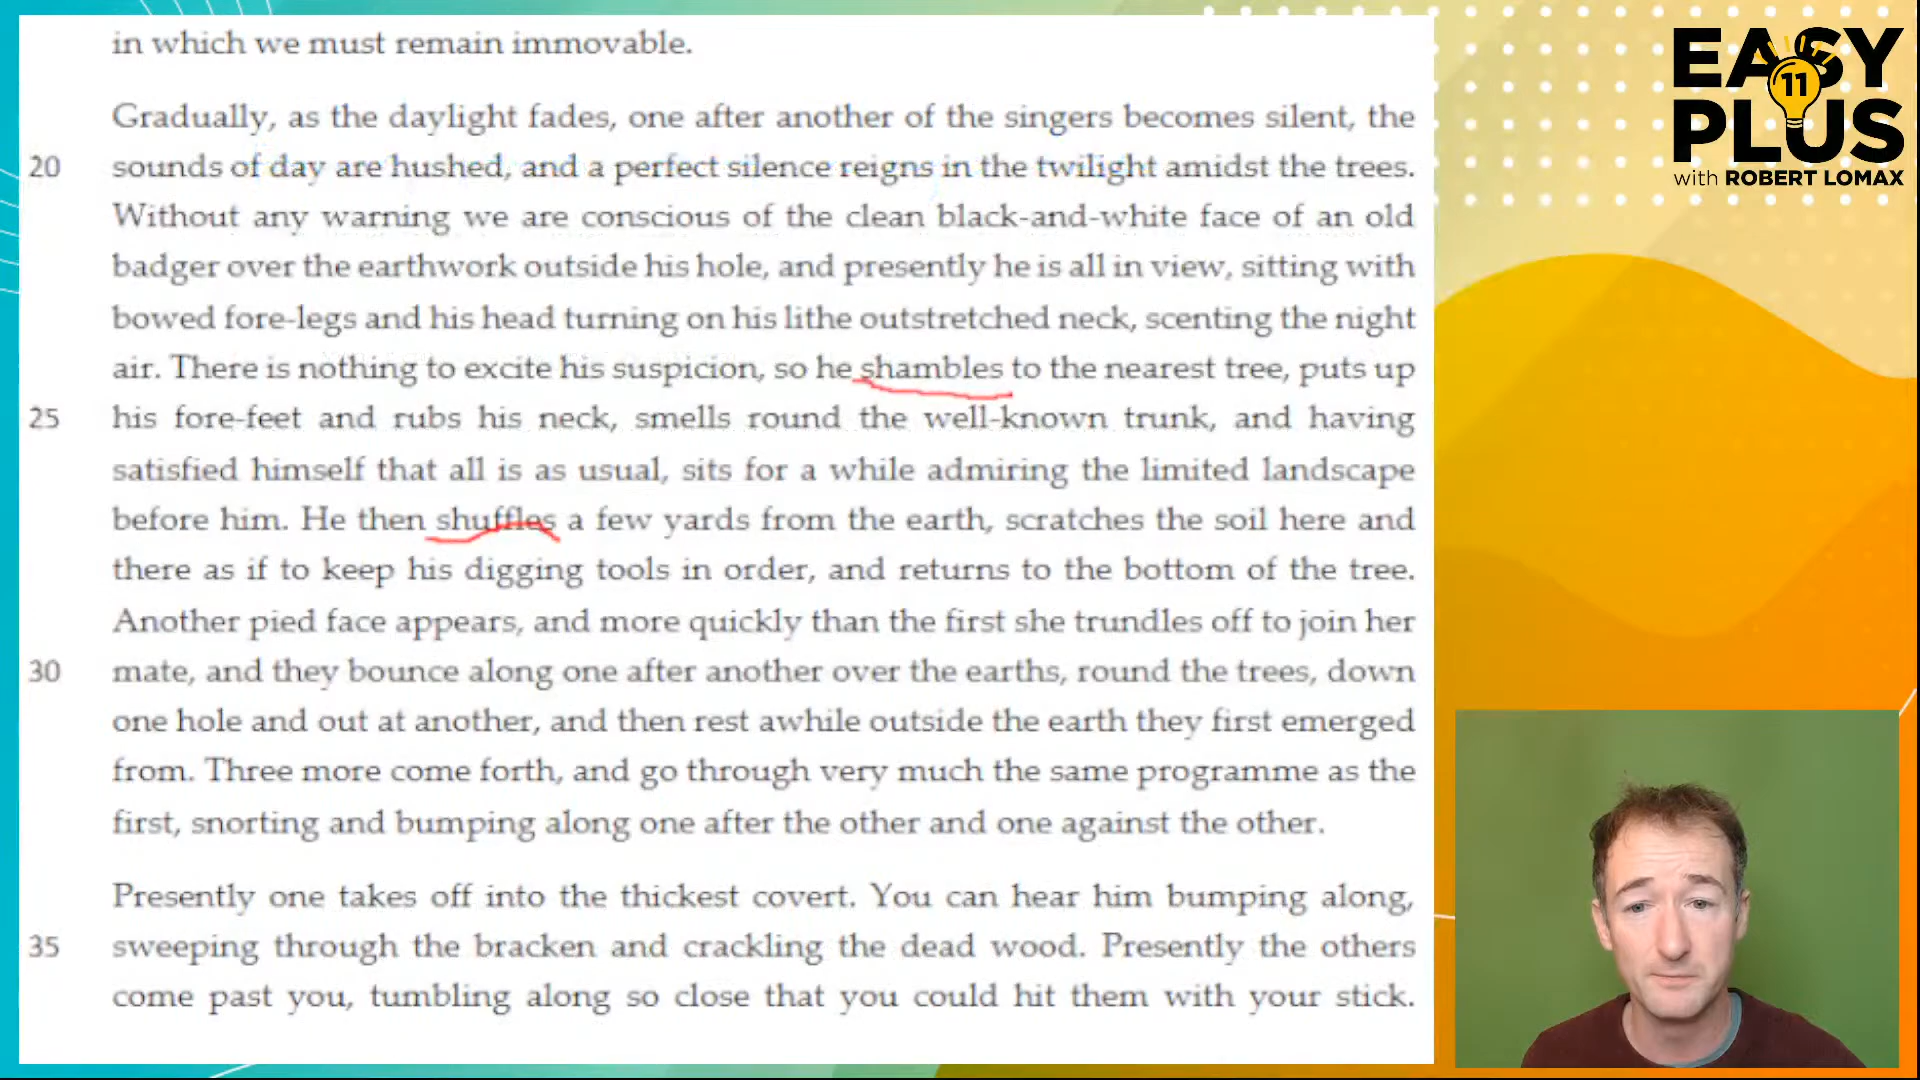 in which we must remain immovable.
Gradually, as the daylight fades, one after another of the singers becomes silent, the
20 sounds of day are hushed, and a perfect silence reigns in the twilight amidst the trees.
Without any warning we are conscious of the clean black-and-white face of an old
badger over the earthwork outside his hole, and presently he is all in view, sitting with
bowed fore-legs and his head turning on his lithe outstretched neck, scenting the night
air. There is nothing to excite his suspicion, so he shambles to the nearest tree, puts up
25 his fore-feet and rubs his neck, smells round the well-known trunk, and having
satisfied himself that all is as usual, sits for a while admiring the limited landscape
before him. He then shuffles a few yards from the earth, scratches the soil here and
there as if to keep his digging tools in order, and returns to the bottom of the tree.
Another pied face appears, and more quickly than the first she trundles off to join her
30 mate, and they bounce along one after another over the earths, round the trees, down
one hole and out at another, and then rest awhile outside the earth they first emerged
from. Three more come forth, and go through very much the same programme as the
first, snorting and bumping along one after the other and one against the other.
Presently one takes off into the thickest covert. You can hear him bumping along,
35 sweeping through the bracken and crackling the dead wood. Presently the others
come past you, tumbling along so close that you could hit them with your stick.
EASY
11
PLUS
with ROBERT LOMAX